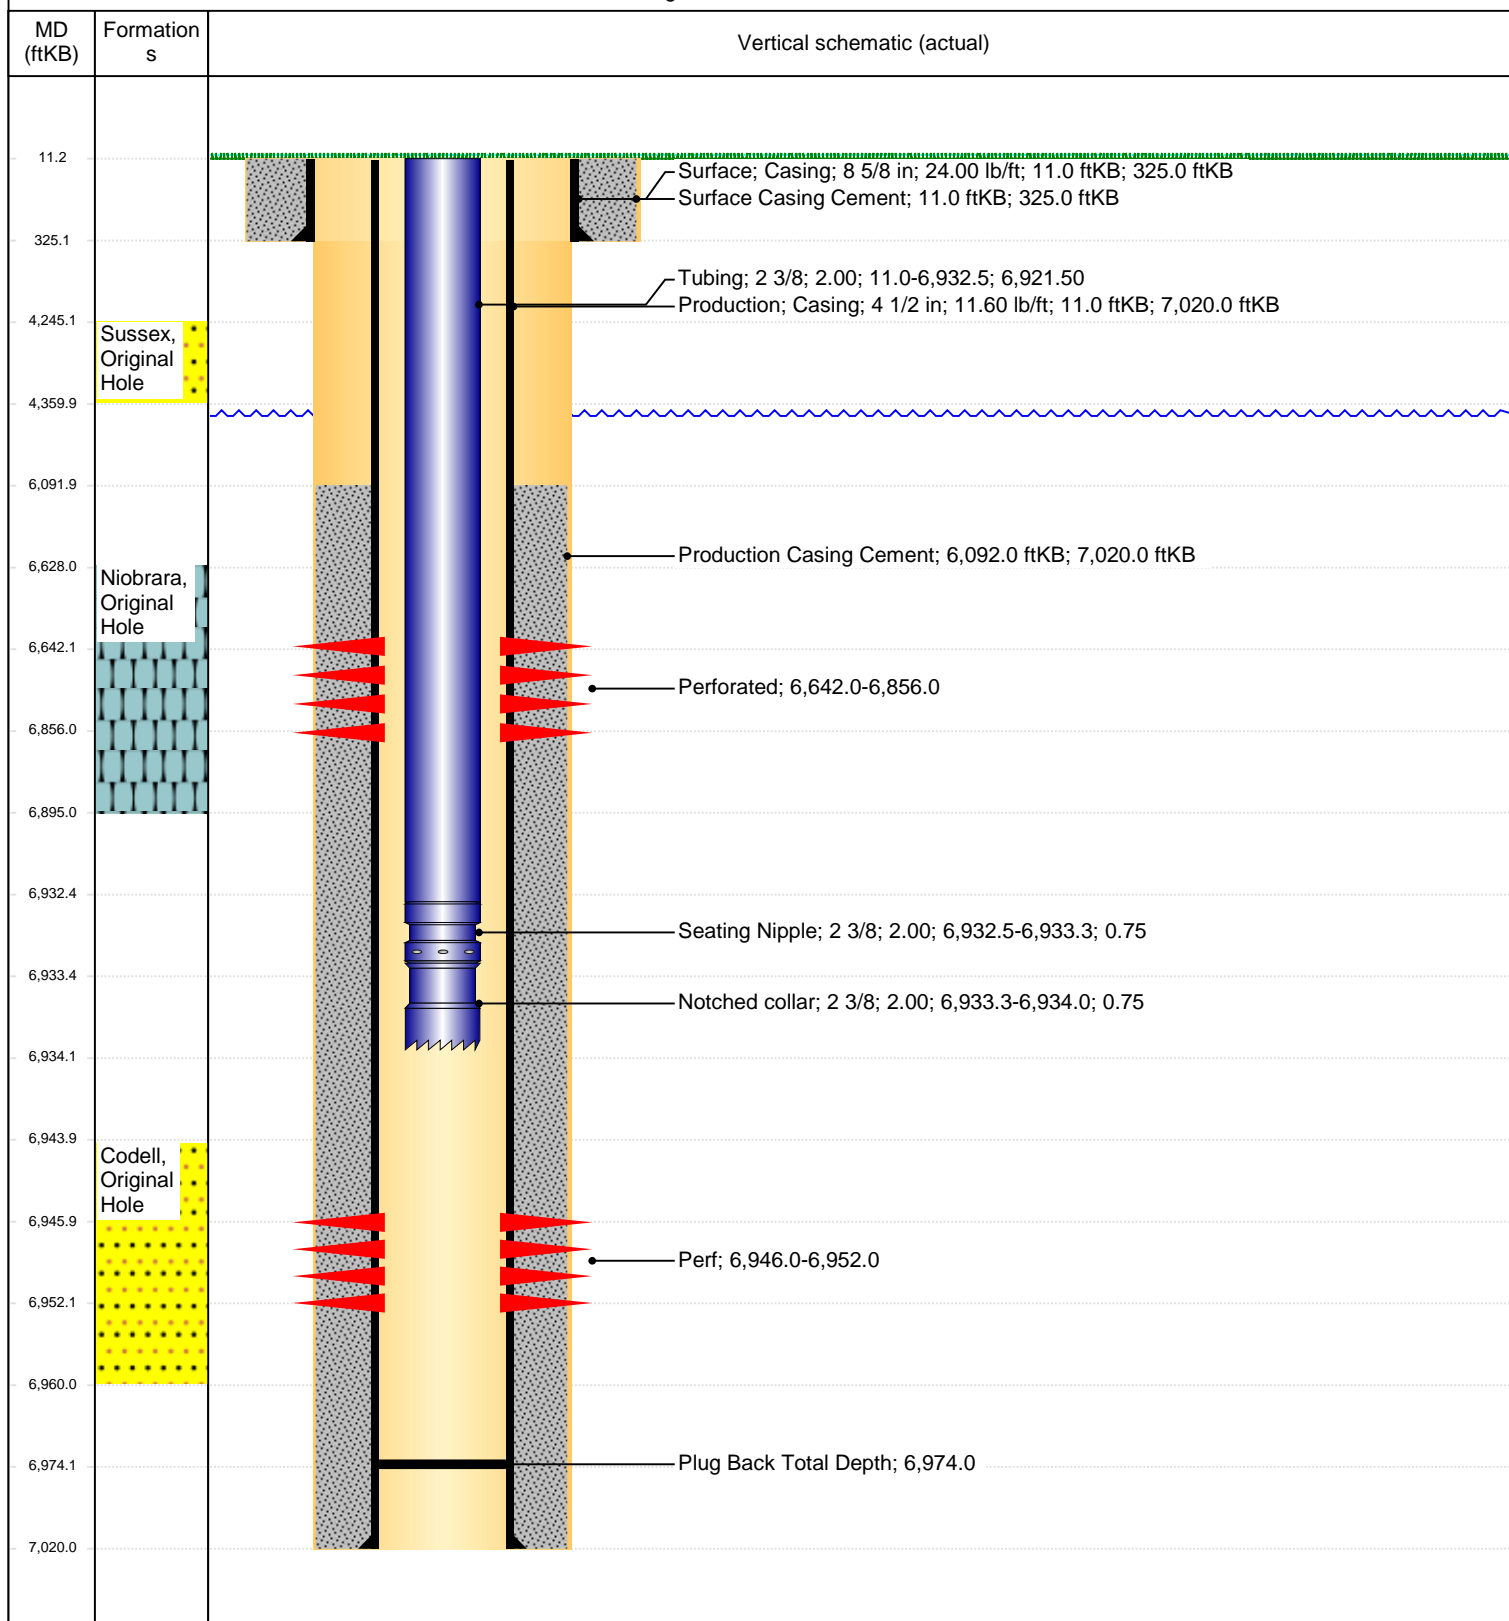 MD
(ftKB)
Formation
s
Vertical schematic (actual)
11.2
Surface; Casing; 8 5/8 in; 24.00 lb/ft; 11.0 ftKB; 325.0 ftKB
Surface Casing Cement; 11.0 ftKB; 325.0 ftKB
325.1
Tubing; 2 3/8; 2.00; 11.0-6,932.5; 6,921.50
Production; Casing; 4 1/2 in; 11.60 lb/ft; 11.0 ftKB; 7,020.0 ftKB
4,245.1
Sussex,
Original
Hole
4,359.9
6,091.9
Production Casing Cement; 6,092.0 ftKB; 7,020.0 ftKB
6,628.0
Niobrara,
Original
Hole
6,642.1
Perforated; 6,642.0-6,856.0
6,856.0
6,895.0
6,932.4
Seating Nipple; 2 3/8; 2.00; 6,932.5-6,933.3; 0.75
6,933.4
Notched collar; 2 3/8; 2.00; 6,933.3-6,934.0; 0.75
6,934.1
6,943.9
Codell,
Original
Hole
6,945.9
Perf; 6,946.0-6,952.0
6,952.1
6,960.0
6,974.1
Plug Back Total Depth; 6,974.0
7,020.0